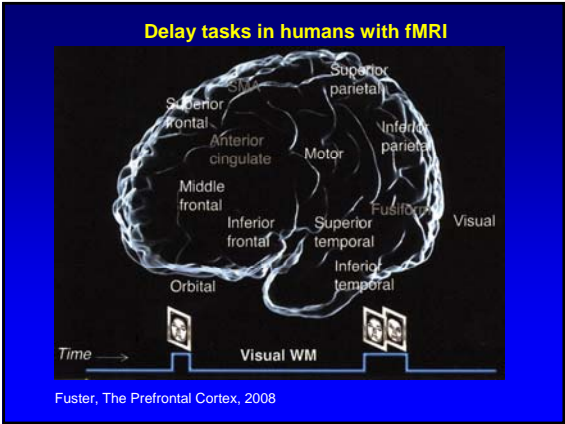 Delay tasks in humans with fMRI
Superior
parietal
SMA
Superior
frontal
Anterior
cingulate
Motor
Inferior
parietal
Middle
frontal
Inferior
frontal
Superior
temporal
Fusiform
Visual
Inferior
temporal
Orbital
Time
Visual WM
Fuster, The Prefrontal Cortex, 2008